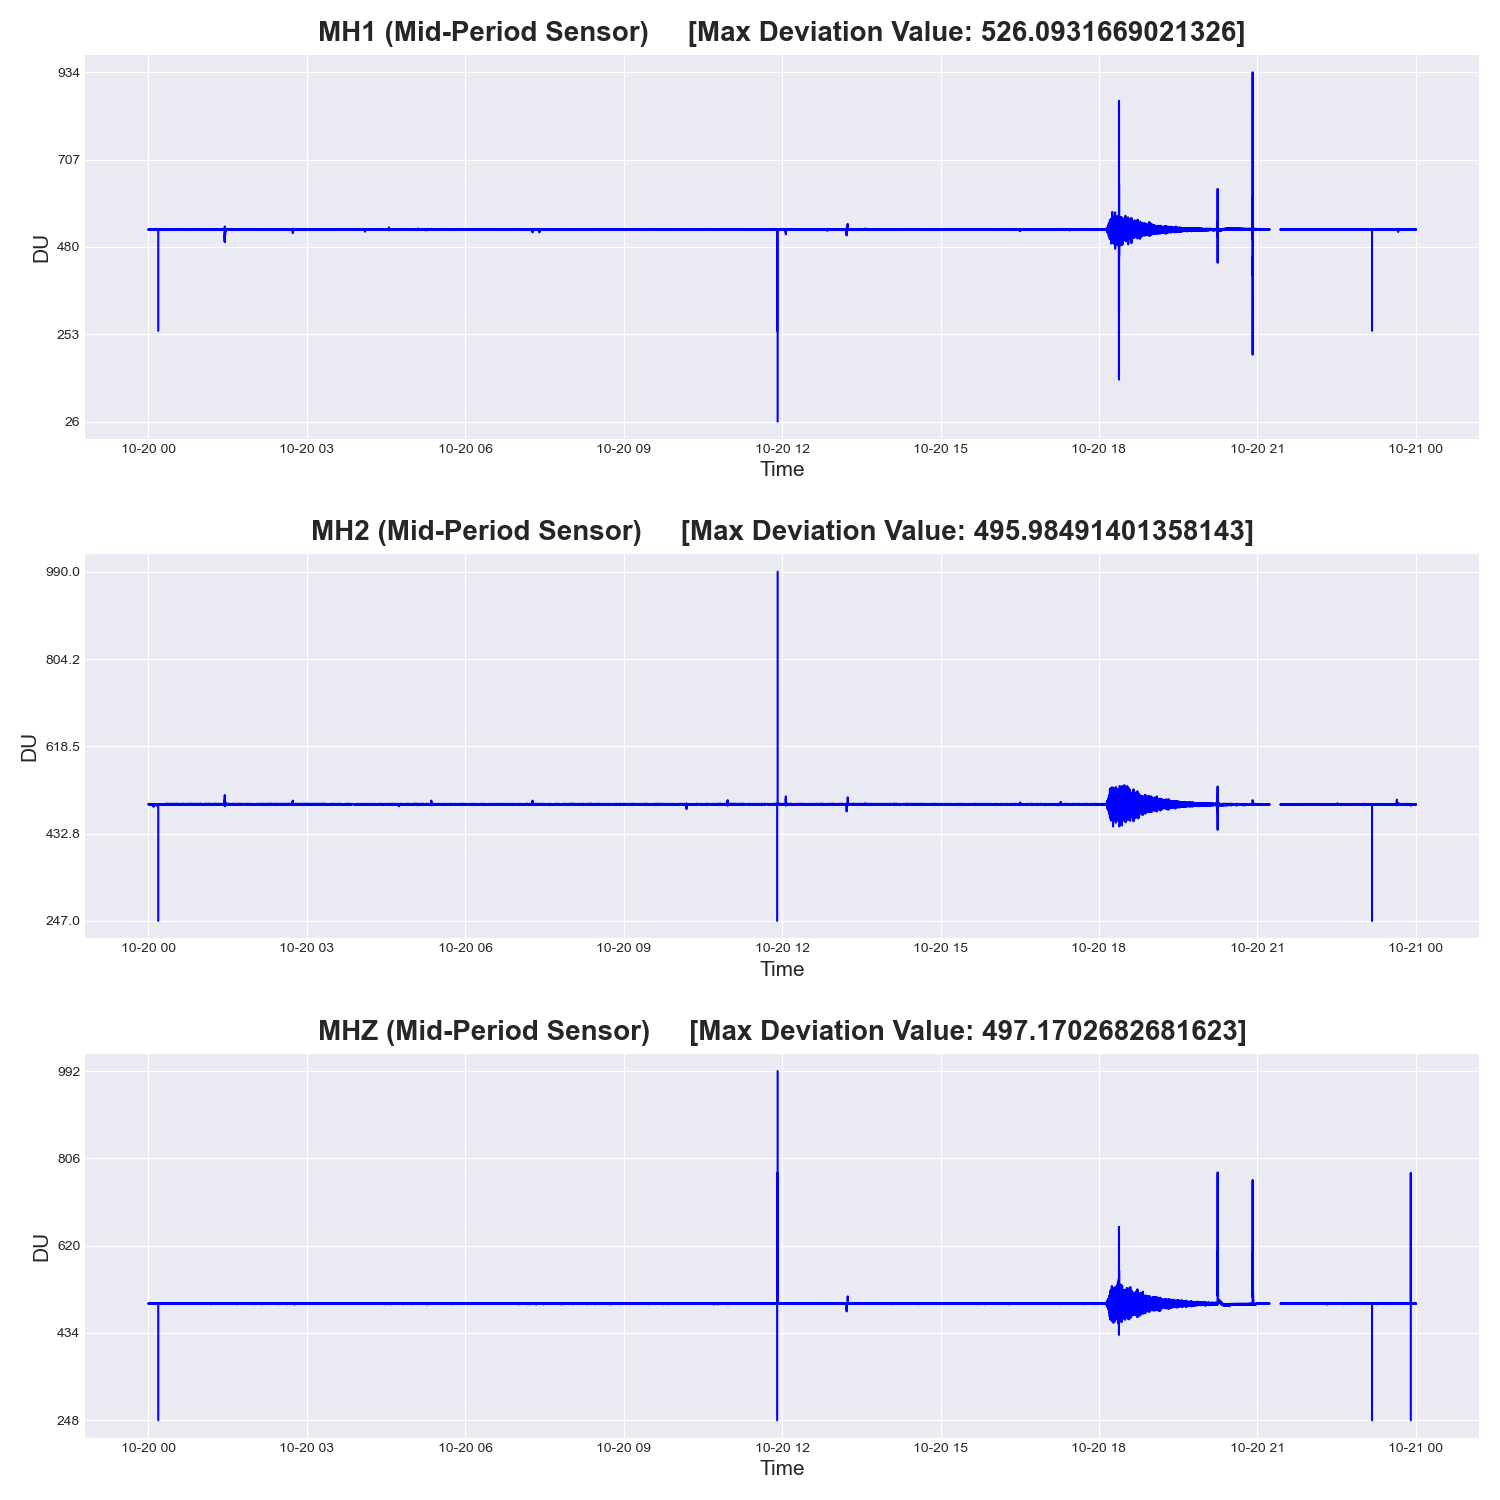 MH1 (Mid-Period Sensor) [Max Deviation Value: 526.0931669021326]
934
707
480
253
26
DU
10-20 00 10-20 03 10-20 06 10-20 09 10-20 12 10-20 15 10-20 18 10-20 21 10-21 00
Time
MH2 (Mid-Period Sensor) [Max Deviation Value: 495.98491401358143]
990.0
804.2
618.5
432.8
247.0
DU
10-20 00 10-20 03 10-20 06 10-20 09 10-20 12 10-20 15 10-20 18 10-20 21 10-21 00
Time
MHZ (Mid-Period Sensor) [Max Deviation Value: 497.1702682681623]
992
806
620
434
248
DU
10-20 00 10-20 03 10-20 06 10-20 09 10-20 12 10-20 15 10-20 18 10-20 21 10-21 00
Time